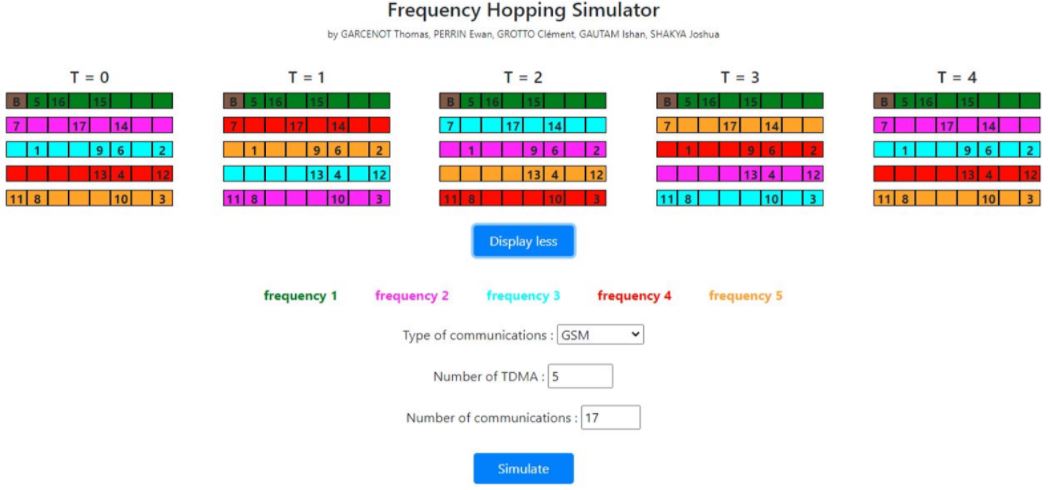 Frequency Hopping Simulator
by GARCENOT Thomas, PERRIN Ewan, GROTTO Clément, GAUTAM Ishan, SHAKYA Joshua
T = 0 T = 1 T = 2 T = 3 T = 4
B 5 16 15 B 5 16 15 B 5 16 15 B 5 16 15 B 5 16 15
7 17 14 7 17 14 7 17 14 7 17 14 7 17 14
1 9 6 2 1 9 6 2 1 9 6 2 1 9 6 2 1 9 6 2
13 4 12 13 4 12 13 4 12 13 4 12 13 4 12
11 8 10 3 11 8 10 3 11 8 10 3 11 8 10 3 11 8 10 3
Display less
frequency 1 frequency 2 frequency 3 frequency 4 frequency 5
Type of communications : GSM
Number of TDMA : 5
Number of communications : 17
Simulate